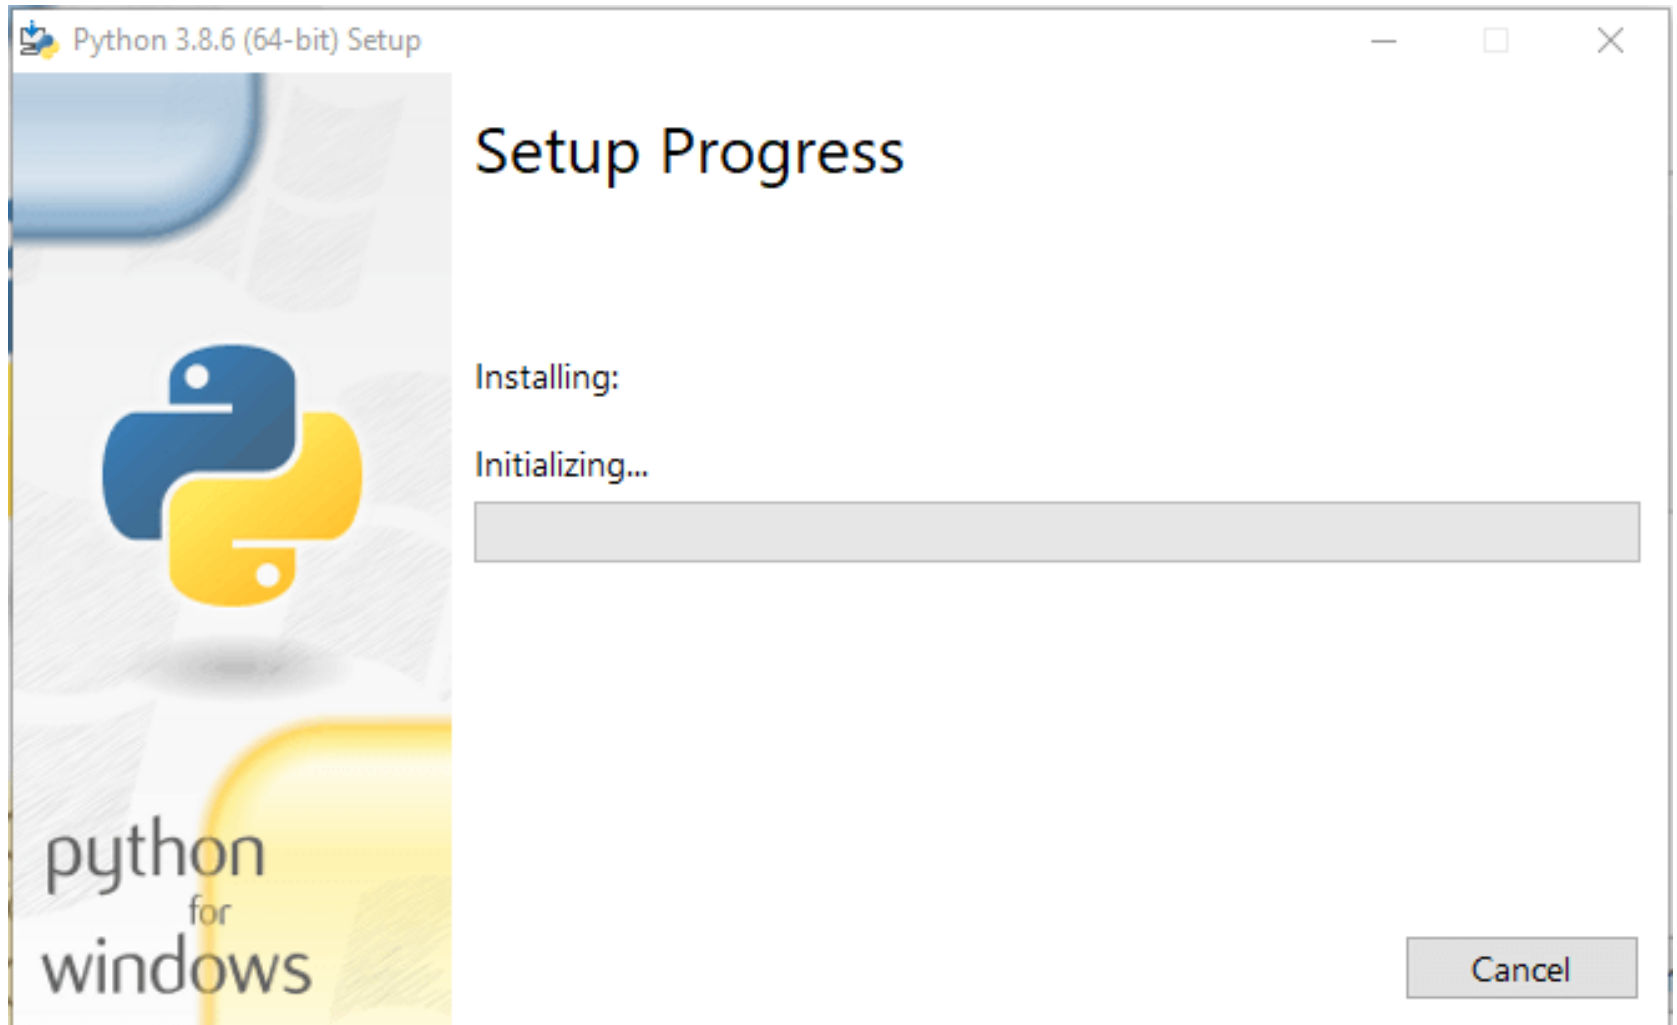 Python 3.8.6 (64-bit) Setup
Setup Progress
Installing:
Initializing...
python
for
windows
Cancel